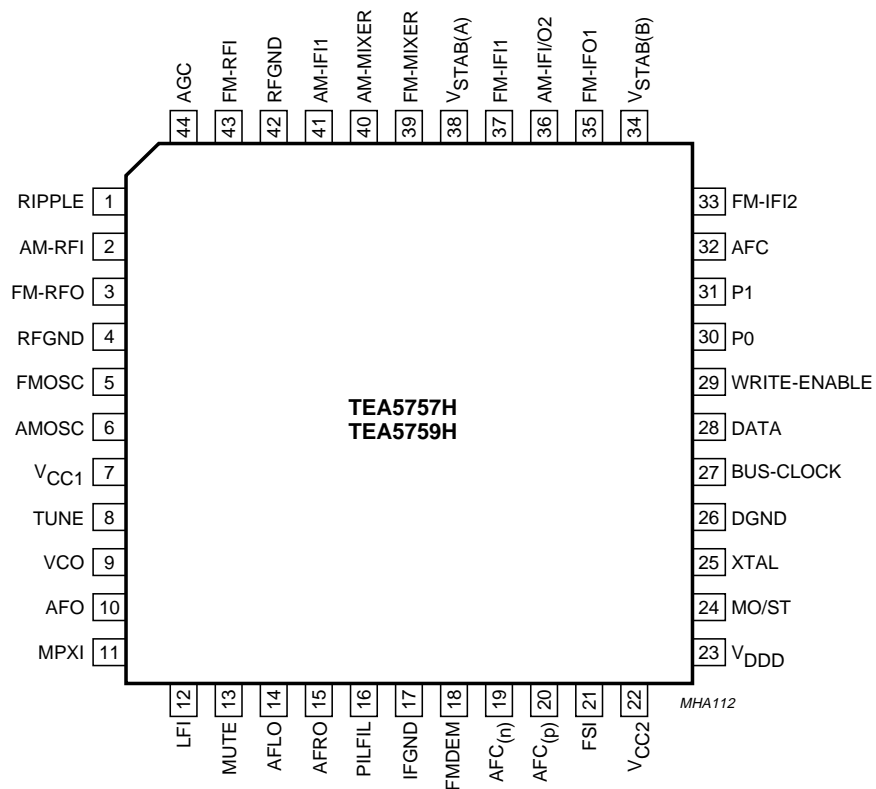 AGC
FM-RFI
RFGND
AM-IFI1
AM-MIXER
FM-MIXER
VSTAB(A)
FM-IFI1
AM-IFI/O2
FM-IFO1
VSTAB(B)
44
43
42
41
40
39
38
37
36
35
34
RIPPLE 1
33 FM-IFI2
AM-RFI 2
32 AFC
FM-RFO 3
31 P1
RFGND 4
30 P0
FMOSC 5
29 WRITE-ENABLE
TEA5757H
TEA5759H
AMOSC 6
28 DATA
VCC1 7
27 BUS-CLOCK
TUNE 8
26 DGND
VCO 9
25 XTAL
AFO 10
24 MO/ST
MPXI 11
23 VDDD
12
13
14
15
16
17
18
19
20
21
22
MHA112
LFI
MUTE
AFLO
AFRO
PILFIL
IFGND
FMDEM
AFC(n)
AFC(p)
FSI
VCC2